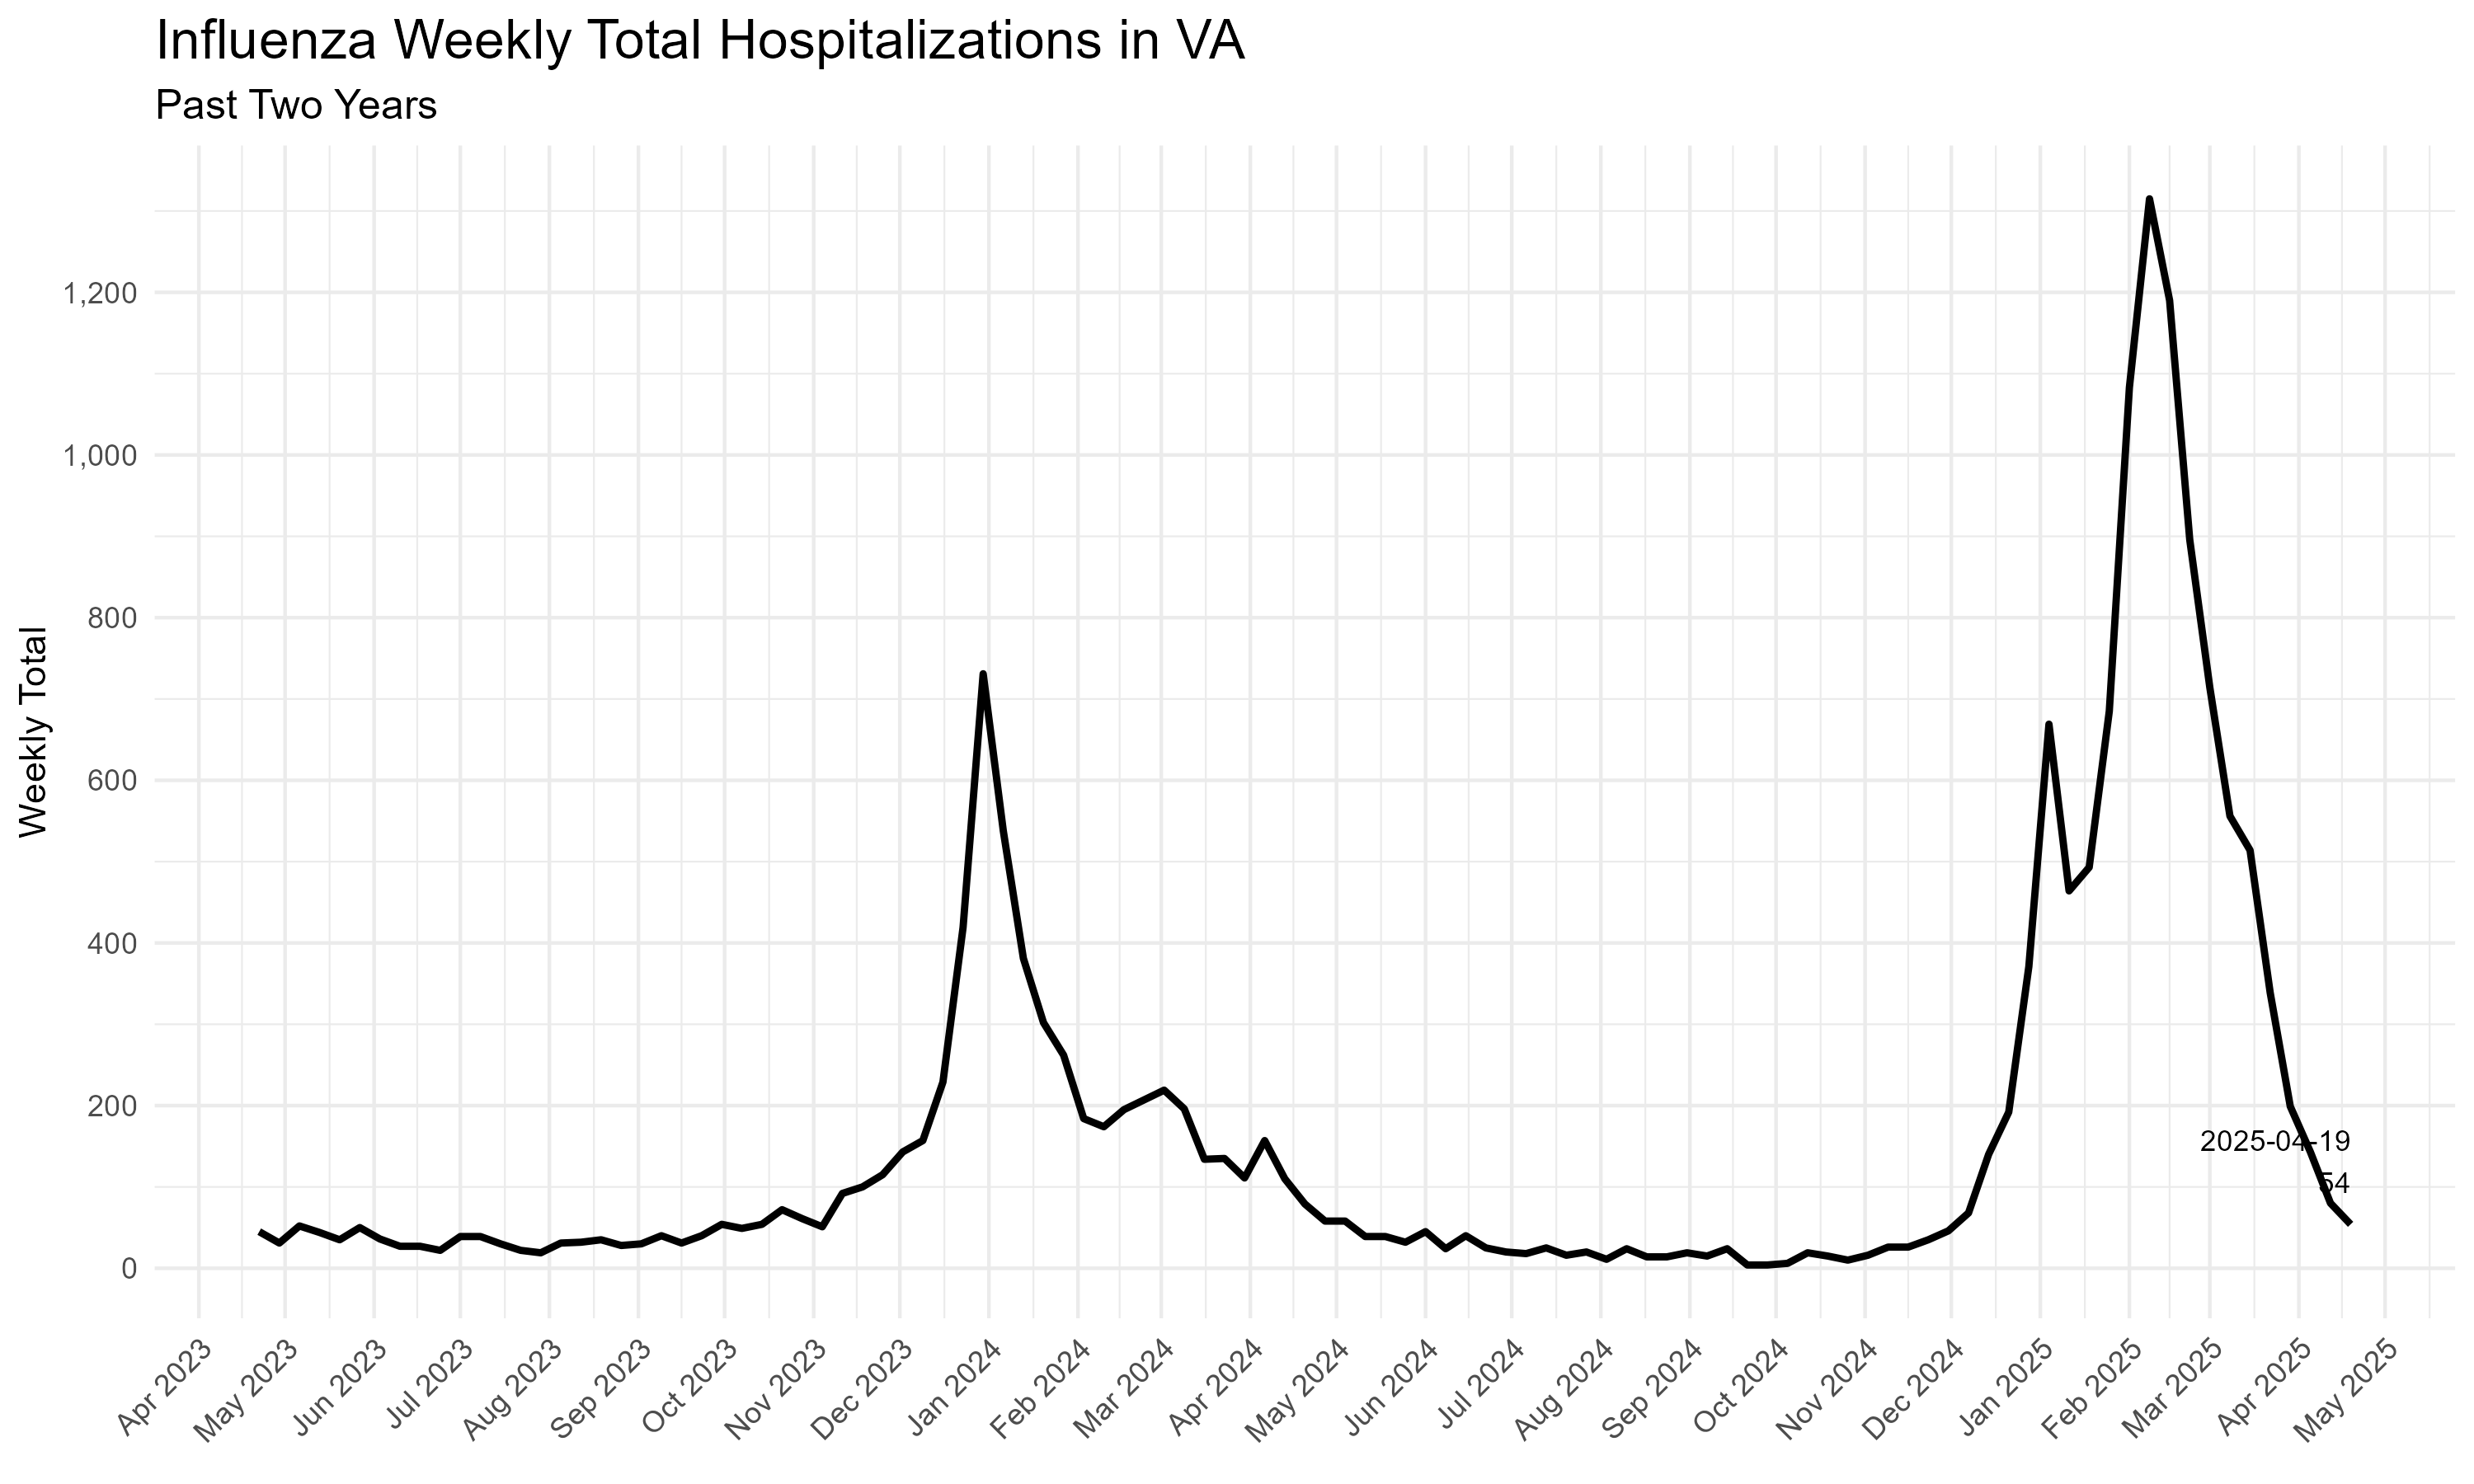 Influenza Weekly Total Hospitalizations in VA
Past Two Years
Weekly Total
1,200
1,000
800
600
400
200
0
2025-04-19
54
Apr 2023
May 2023
Jun 2023
Jul 2023
Aug 2023
Sep 2023
Oct 2023
Nov 2023
Dec 2023
Jan 2024
Feb 2024
Mar 2024
Apr 2024
May 2024
Jun 2024
Jul 2024
Aug 2024
Sep 2024
Oct 2024
Nov 2024
Dec 2024
Jan 2025
Feb 2025
Mar 2025
Apr 2025
May 2025